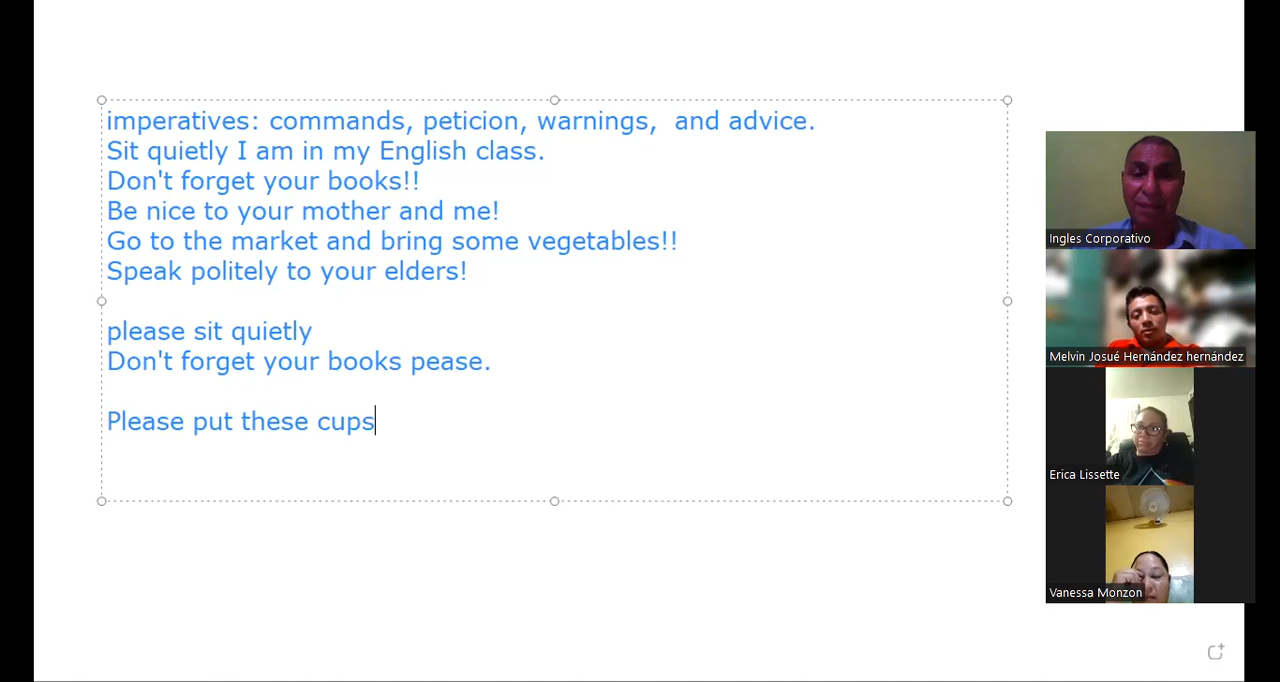 imperatives: commands, peticion, warnings,  and advice.
Sit quietly I am in my English class.
Don't forget your books!!
Be nice to your mother and me!
Go to the market and bring some vegetables!!
Speak politely to your elders!
please sit quietly
Don't forget your books pease.
Please put these cups
Ingles Corporativo
Melvin Josué Hernández hernández
Erica Lissette
Vanessa Monzon